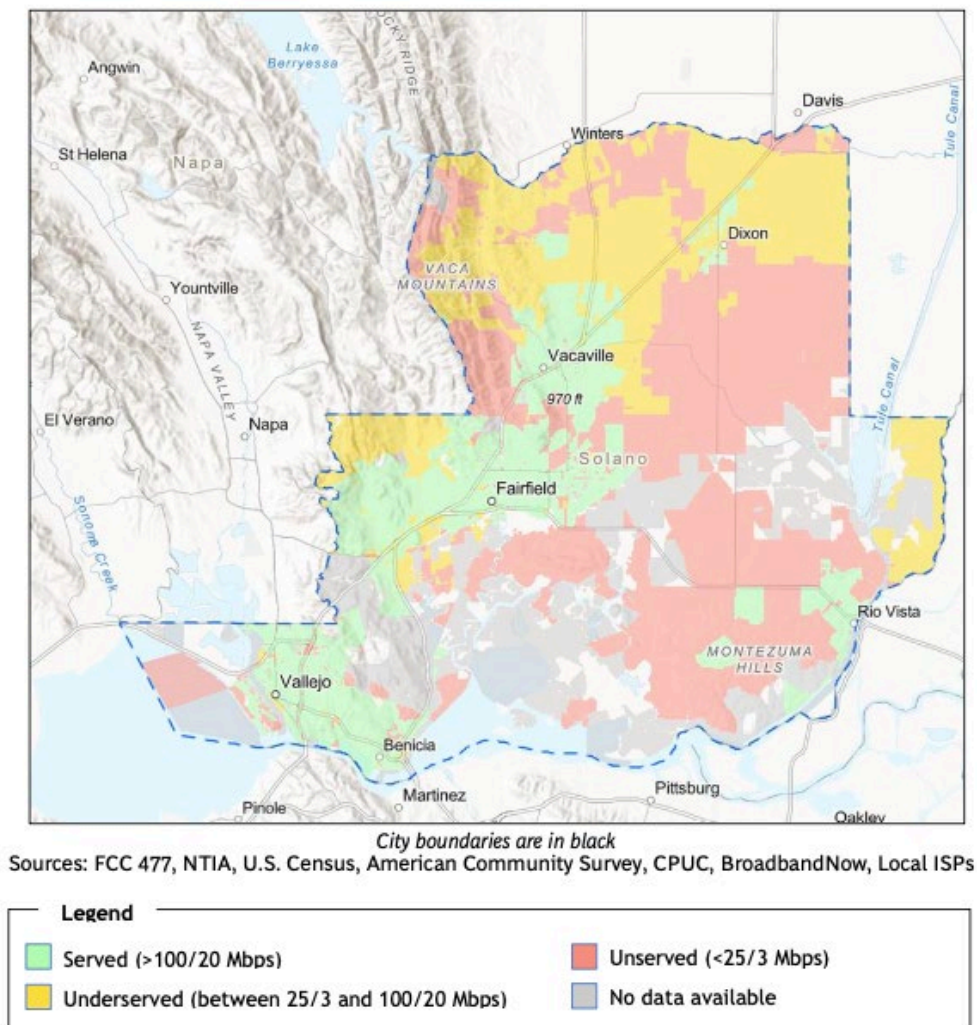 Lake
Berryessa
OCKY RIDGE
Angwin
Davis
Tule Canal
Winters
St Helena
Napa
Dixon
VACA
MOUNTAINS
Yountville
NAPA VALLEY
Vacaville
970 ft
Tule Canal
El Verano
Napa
Solano
Fairfield
Sonoma Creek
Rio Vista
MONTEZUMA
HILLS
Vallejo
Benicia
Pittsburg
Martinez
Pinole
Oakley
City boundaries are in black
Sources: FCC 477, NTIA, U.S. Census, American Community Survey, CPUC, BroadbandNow, Local ISPs
Legend
Served (>100/20 Mbps)
Unserved (<25/3 Mbps)
Underserved (between 25/3 and 100/20 Mbps)
No data available